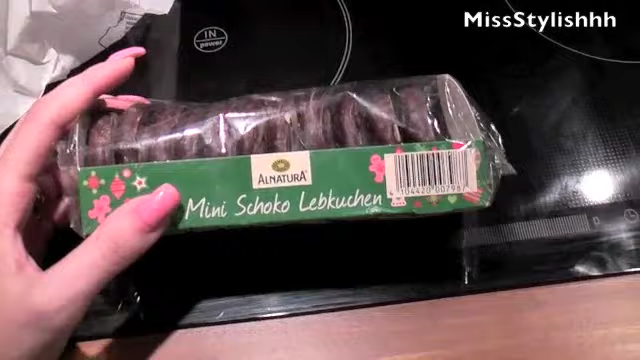 MissStylishhh
IN
power
ALNATURA
Mini Schoko Lebkuchen